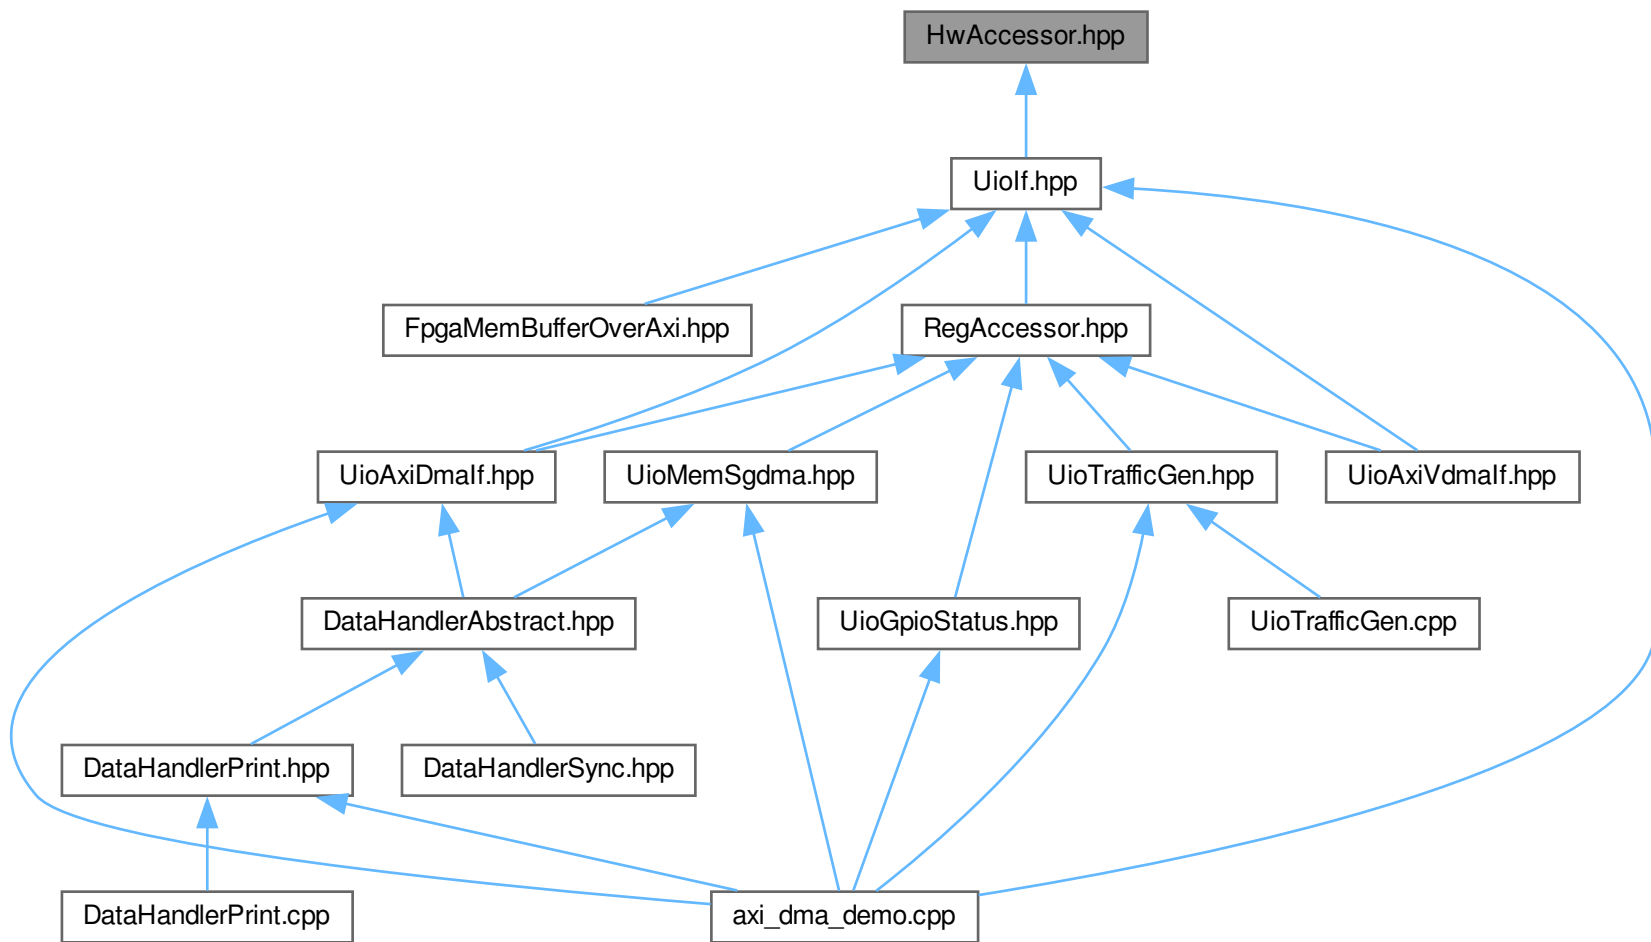 HwAccessor.hpp
UioIf.hpp
FpgaMemBufferOverAxi.hpp
RegAccessor.hpp
UioAxiDmaIf.hpp
UioMemSgdma.hpp
UioTrafficGen.hpp
UioAxiVdmaIf.hpp
DataHandlerAbstract.hpp
UioGpioStatus.hpp
UioTrafficGen.cpp
DataHandlerPrint.hpp
DataHandlerSync.hpp
DataHandlerPrint.cpp
axi_dma_demo.cpp